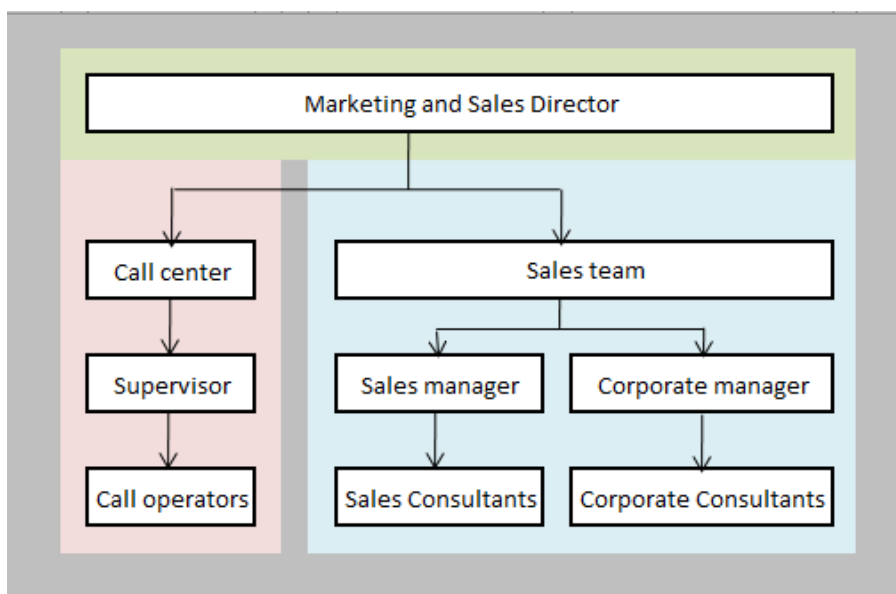 Marketing and Sales Director
Call center
Sales team
Supervisor
Sales manager
Corporate manager
Call operators
Sales Consultants
Corporate Consultants